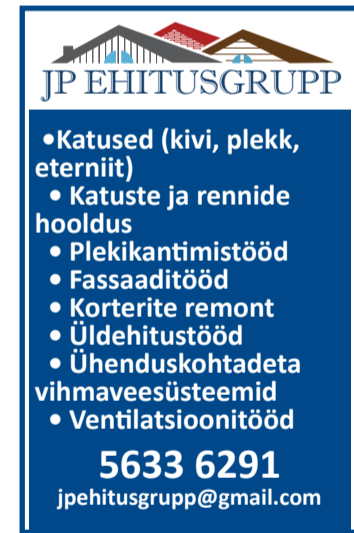 JP EHITUSGRUPP
•Katused (kivi, plekk,
eterniit)
• Katuste ja rennide
hooldus
• Plekikantimistööd
• Fassaaditööd
• Korterite remont
• Üldehitustööd
• Ühenduskohtadeta
vihmaveesüsteemid
• Ventilatsioonitööd
5633 6291
jpehitusgrupp@gmail.com